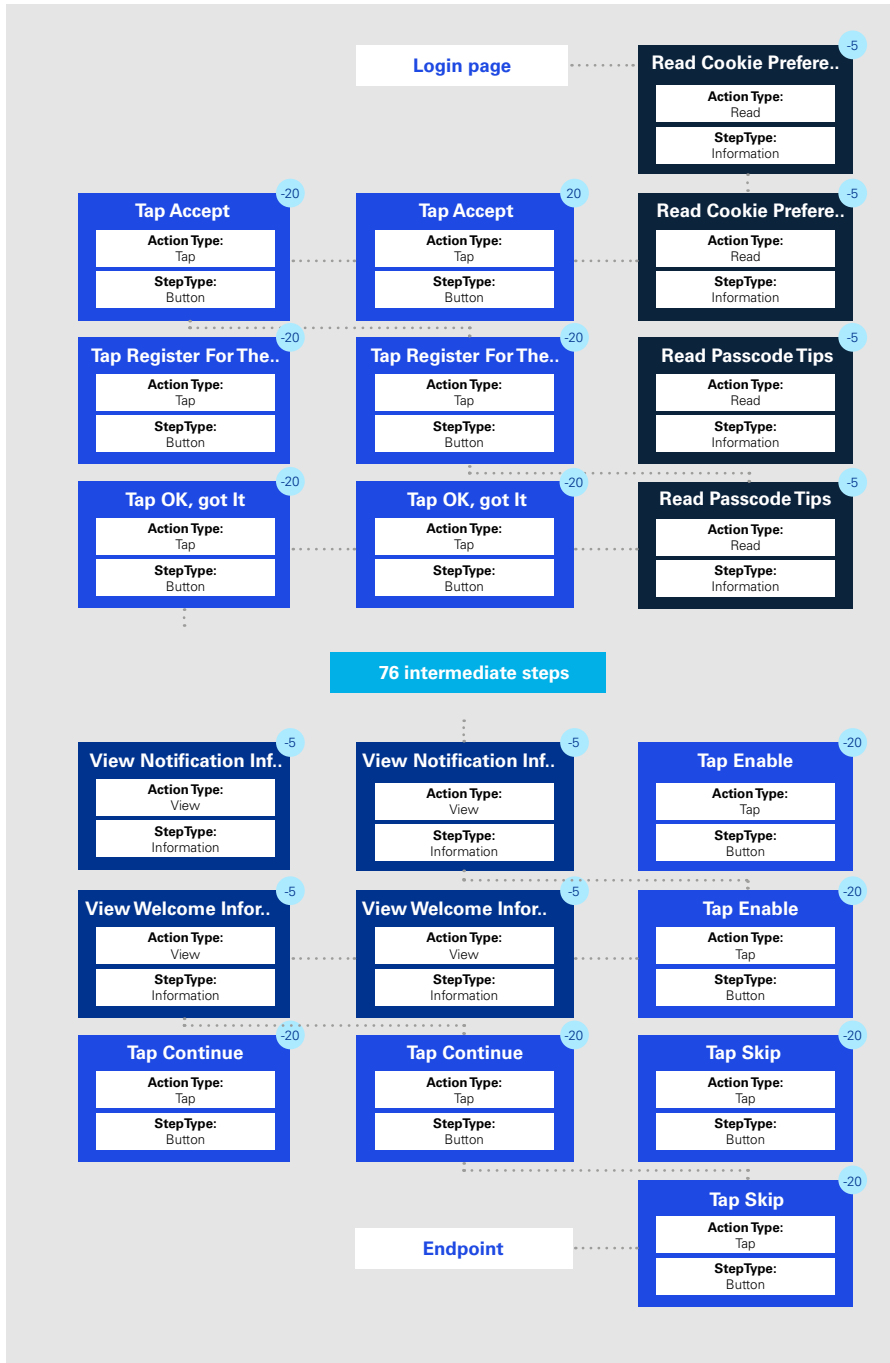 -5
Login page
Read Cookie Prefere..
Action Type:
Read
StepType:
Information
-20
20
-5
Tap Accept
Tap Accept
Read Cookie Prefere..
Action Type:
Tap
StepType:
Button
Action Type:
Tap
StepType:
Button
Action Type:
Read
StepType:
Information
-20
-20
-5
Tap Register For The..
Tap Register For The..
Read Passcode Tips
Action Type:
Tap
StepType:
Button
Action Type:
Tap
StepType:
Button
Action Type:
Read
StepType:
Information
-20
-20
-5
Tap OK, got It
Tap OK, got It
Read Passcode Tips
Action Type:
Tap
StepType:
Button
Action Type:
Tap
StepType:
Button
Action Type:
Read
StepType:
Information
76 intermediate steps
-5
-5
-20
View Notification Inf..
View Notification Inf..
Tap Enable
Action Type:
View
StepType:
Information
Action Type:
View
StepType:
Information
Action Type:
Tap
StepType:
Button
-5
-5
-20
View Welcome Infor..
View Welcome Infor..
Tap Enable
Action Type:
View
StepType:
Information
Action Type:
View
StepType:
Information
Action Type:
Tap
StepType:
Button
-20
-20
-20
Tap Continue
Tap Continue
Tap Skip
Action Type:
Tap
StepType:
Button
Action Type:
Tap
StepType:
Button
Action Type:
Tap
StepType:
Button
-20
Tap Skip
Action Type:
Tap
StepType:
Button
Endpoint